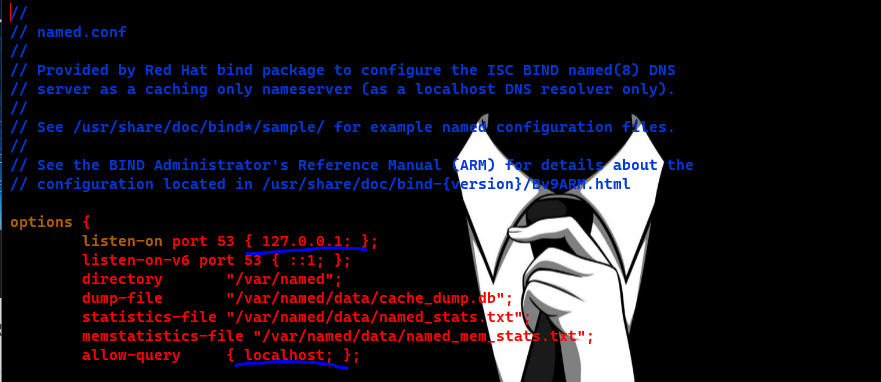 //
// named.conf
//
// Provided by Red Hat bind package to configure the ISC BIND named(8) DNS
// server as a caching only nameserver (as a localhost DNS resolver only).
//
// See /usr/share/doc/bind*/sample/ for example named configuration files.
//
// See the BIND Administrator's Reference Manual (ARM) for details about the
// configuration located in /usr/share/doc/bind-{version}/Bv9ARM.html

options {
        listen-on port 53 { 127.0.0.1; };
        listen-on-v6 port 53 { ::1; };
        directory       "/var/named";
        dump-file       "/var/named/data/cache_dump.db";
        statistics-file "/var/named/data/named_stats.txt";
        memstatistics-file "/var/named/data/named_mem_stats.txt";
        allow-query     { localhost; };